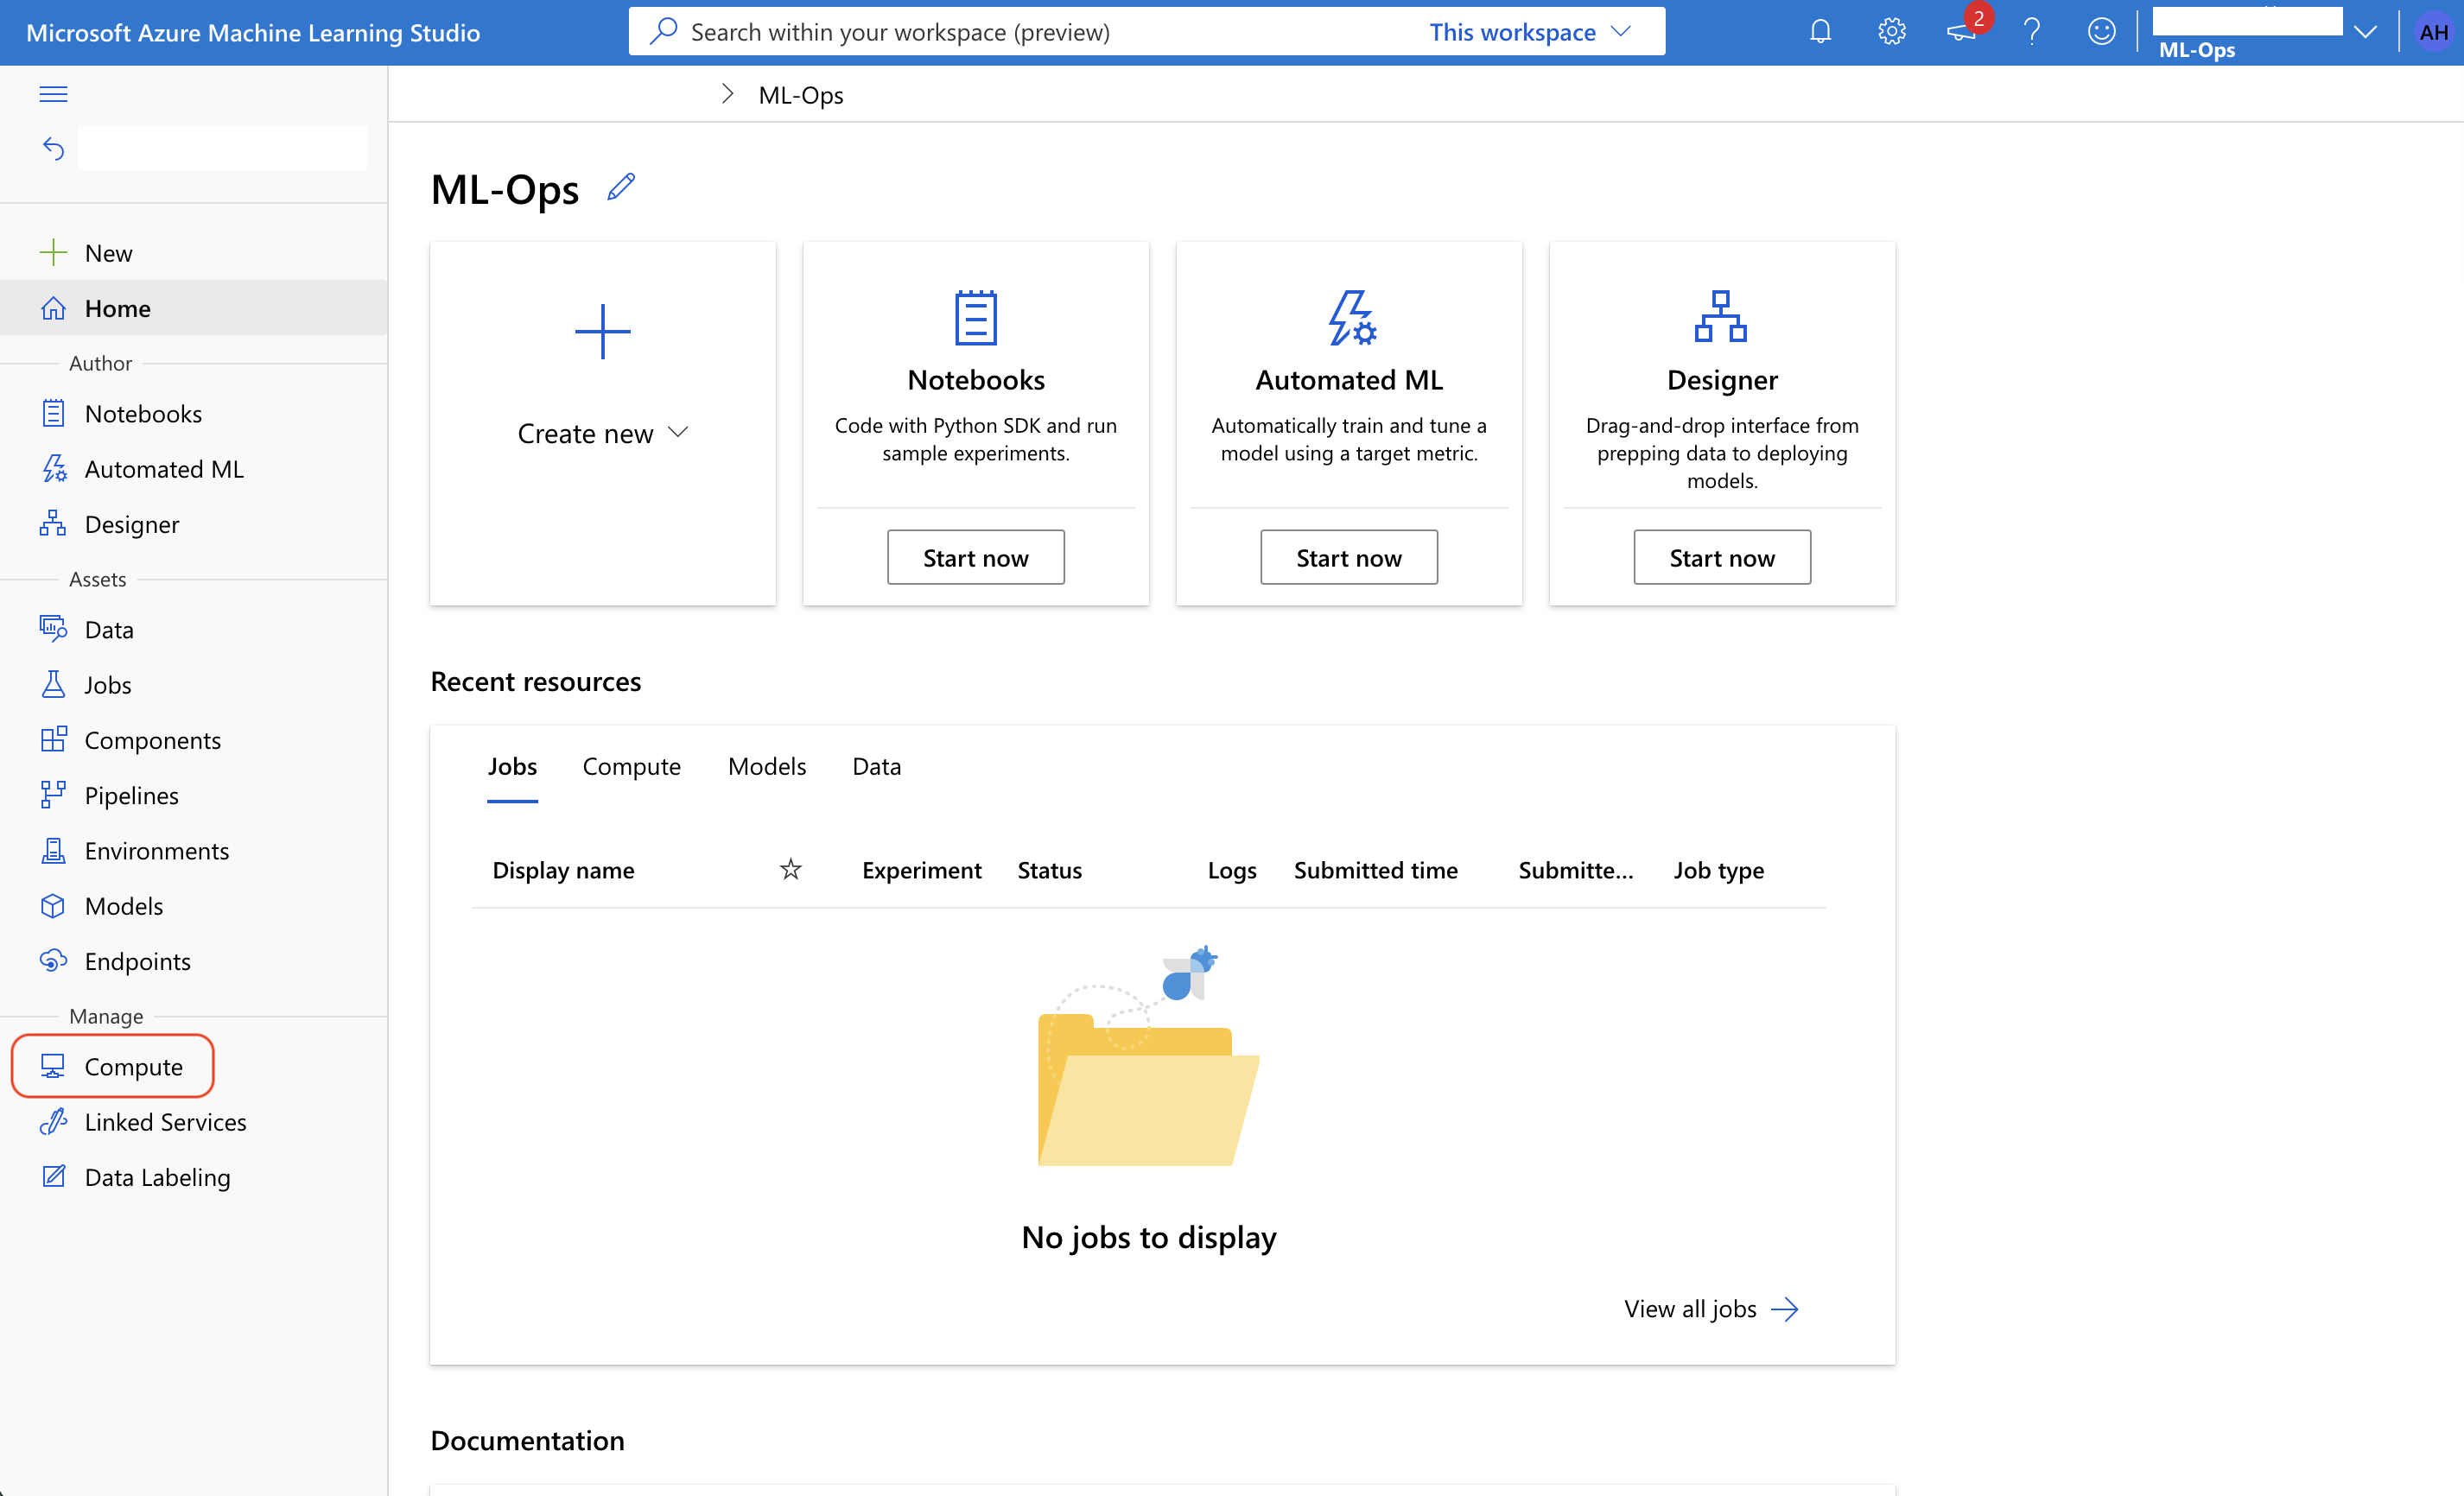 Microsoft Azure Machine Learning Studio
Search within your workspace (preview)
This workspace
2
ML-Ops
AH
ML-Ops
New
Home
Author
Notebooks
Automated ML
Designer
Assets
Data
Jobs
Components
Pipelines
Environments
Models
Endpoints
Manage
Compute
Linked Services
Data Labeling
ML-Ops
Create new
Notebooks
Code with Python SDK and run
sample experiments.
Start now
Automated ML
Automatically train and tune a
model using a target metric.
Start now
Designer
Drag-and-drop interface from
prepping data to deploying
models.
Start now
Recent resources
Jobs Compute Models Data
Display name Experiment Status Logs Submitted time Submitte... Job type
No jobs to display
View all jobs
Documentation